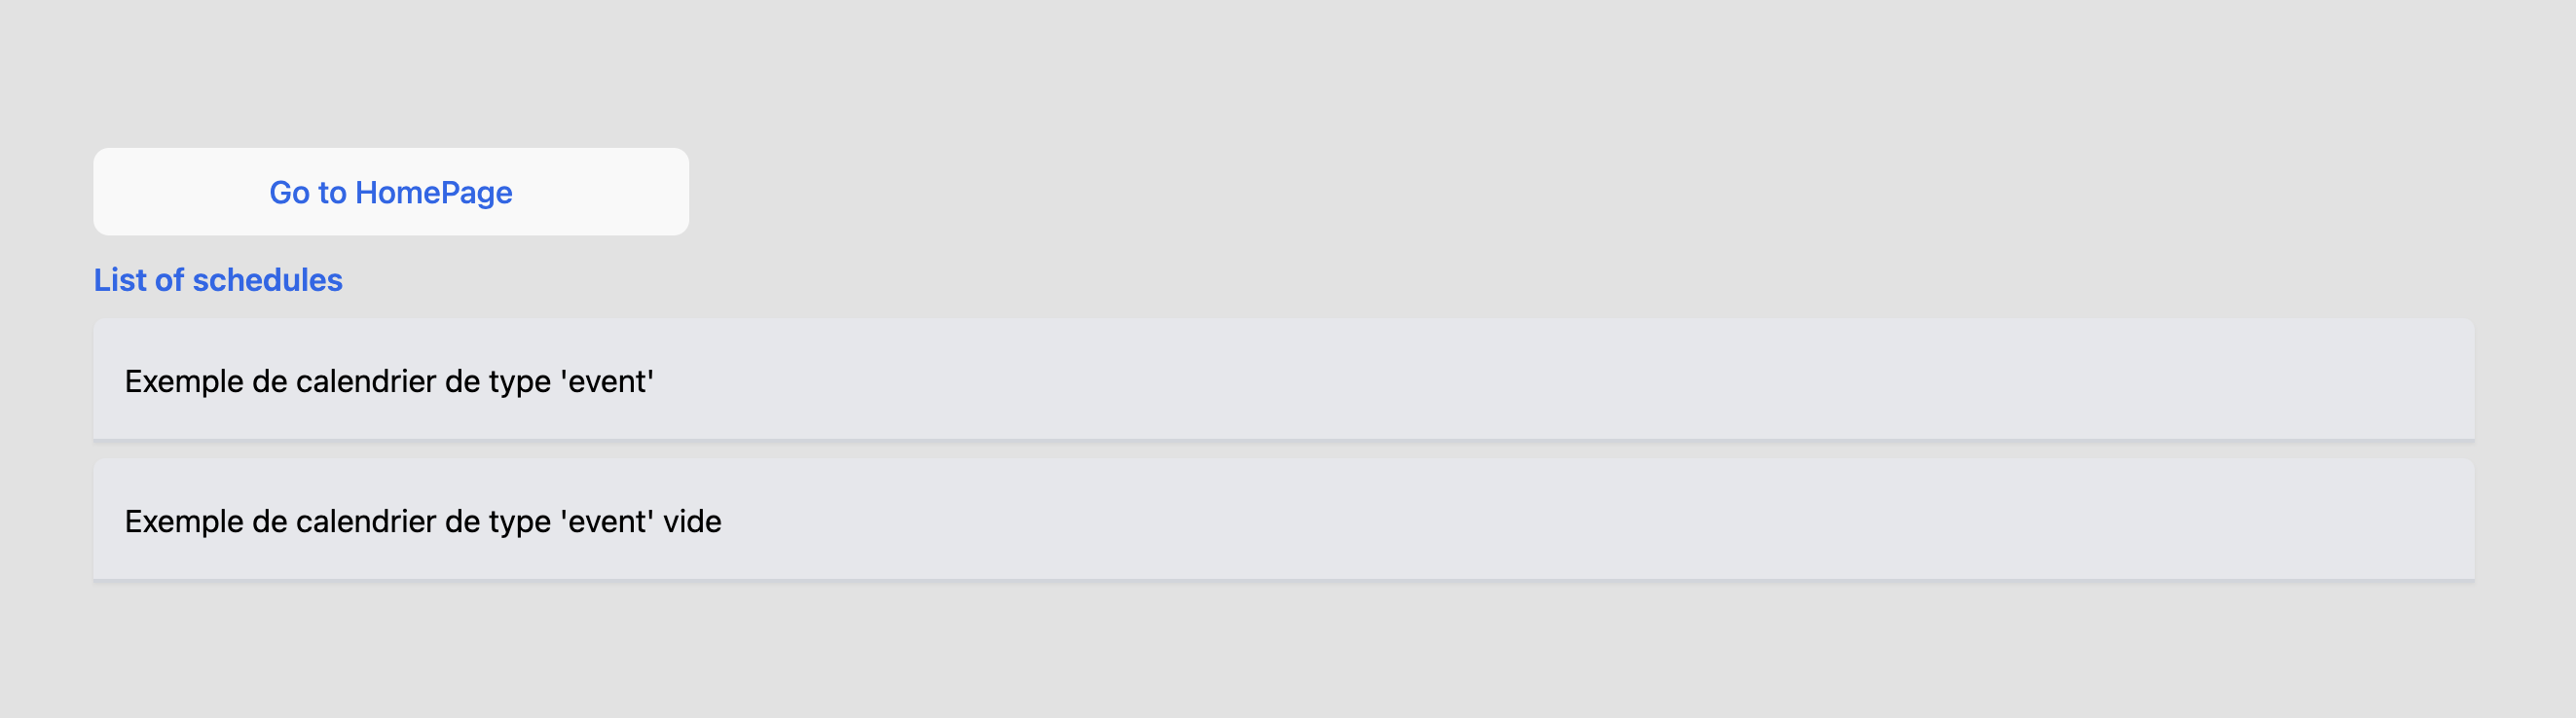 Go to HomePage
List of schedules
Exemple de calendrier de type 'event'
Exemple de calendrier de type 'event' vide